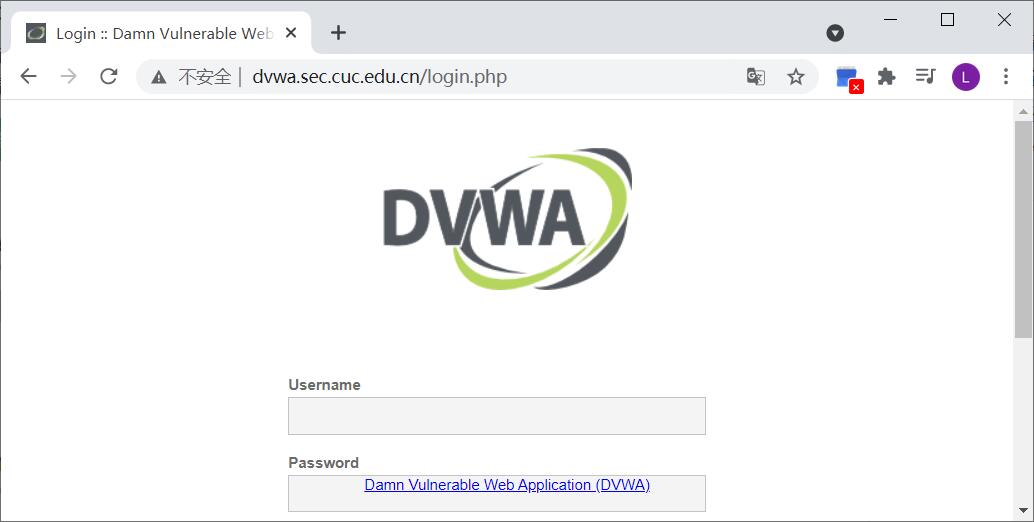 Login :: Damn Vulnerable Web
不安全 | dvwa.sec.cuc.edu.cn/login.php
L
DVWA
Username
Password
Damn Vulnerable Web Application (DVWA)